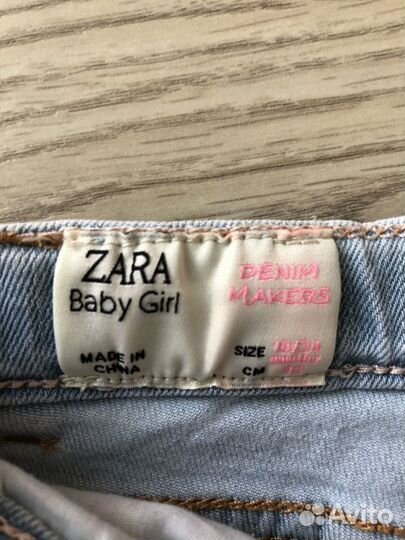 ZARA
Baby Girl
DENIM
MAKERS
MADE IN
CHINA
SIZE
CM
Avito